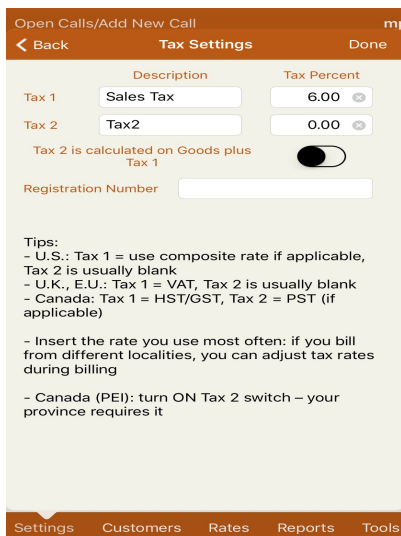 Open Calls/Add New Call
Back Tax Settings Done
Description Tax Percent
Tax 1 Sales Tax 6.00
Tax 2 Tax2 0.00
Tax 2 is calculated on Goods plus
Tax 1
Registration Number
Tips:
– U.S.: Tax 1 = use composite rate if applicable,
Tax 2 is usually blank
– U.K., E.U.: Tax 1 = VAT, Tax 2 is usually blank
– Canada: Tax 1 = HST/GST, Tax 2 = PST (if
applicable)
– Insert the rate you use most often: if you bill
from different localities, you can adjust tax rates
during billing
– Canada (PEI): turn ON Tax 2 switch – your
province requires it
Settings Customers Rates Reports Tools